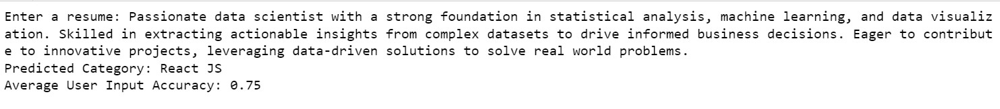 Enter a resume: Passionate data scientist with a strong foundation in statistical analysis, machine learning, and data visualiz
ation. Skilled in extracting actionable insights from complex datasets to drive informed business decisions. Eager to contribut
e to innovative projects, leveraging data-driven solutions to solve real world problems.
Predicted Category: React JS
Average User Input Accuracy: 0.75